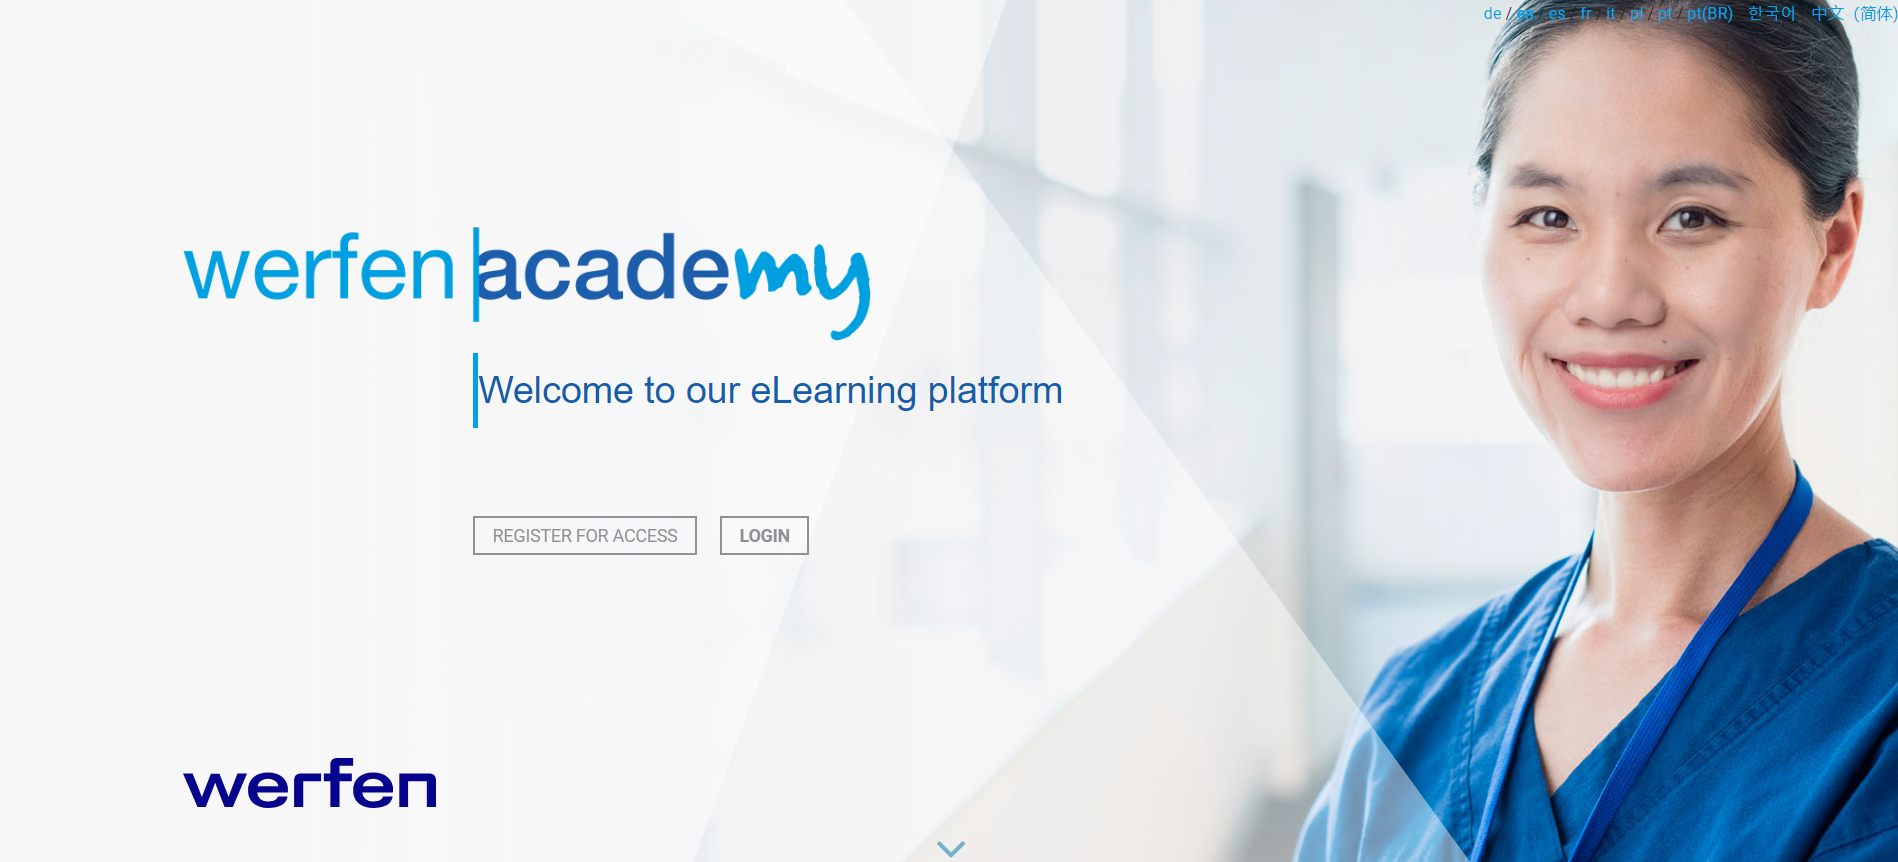 de / en / es / fr / it / pl / pt / pt(BR) 한국어 中文（简体)
werfen academy
Welcome to our eLearning platform
REGISTER FOR ACCESS LOGIN
werfen